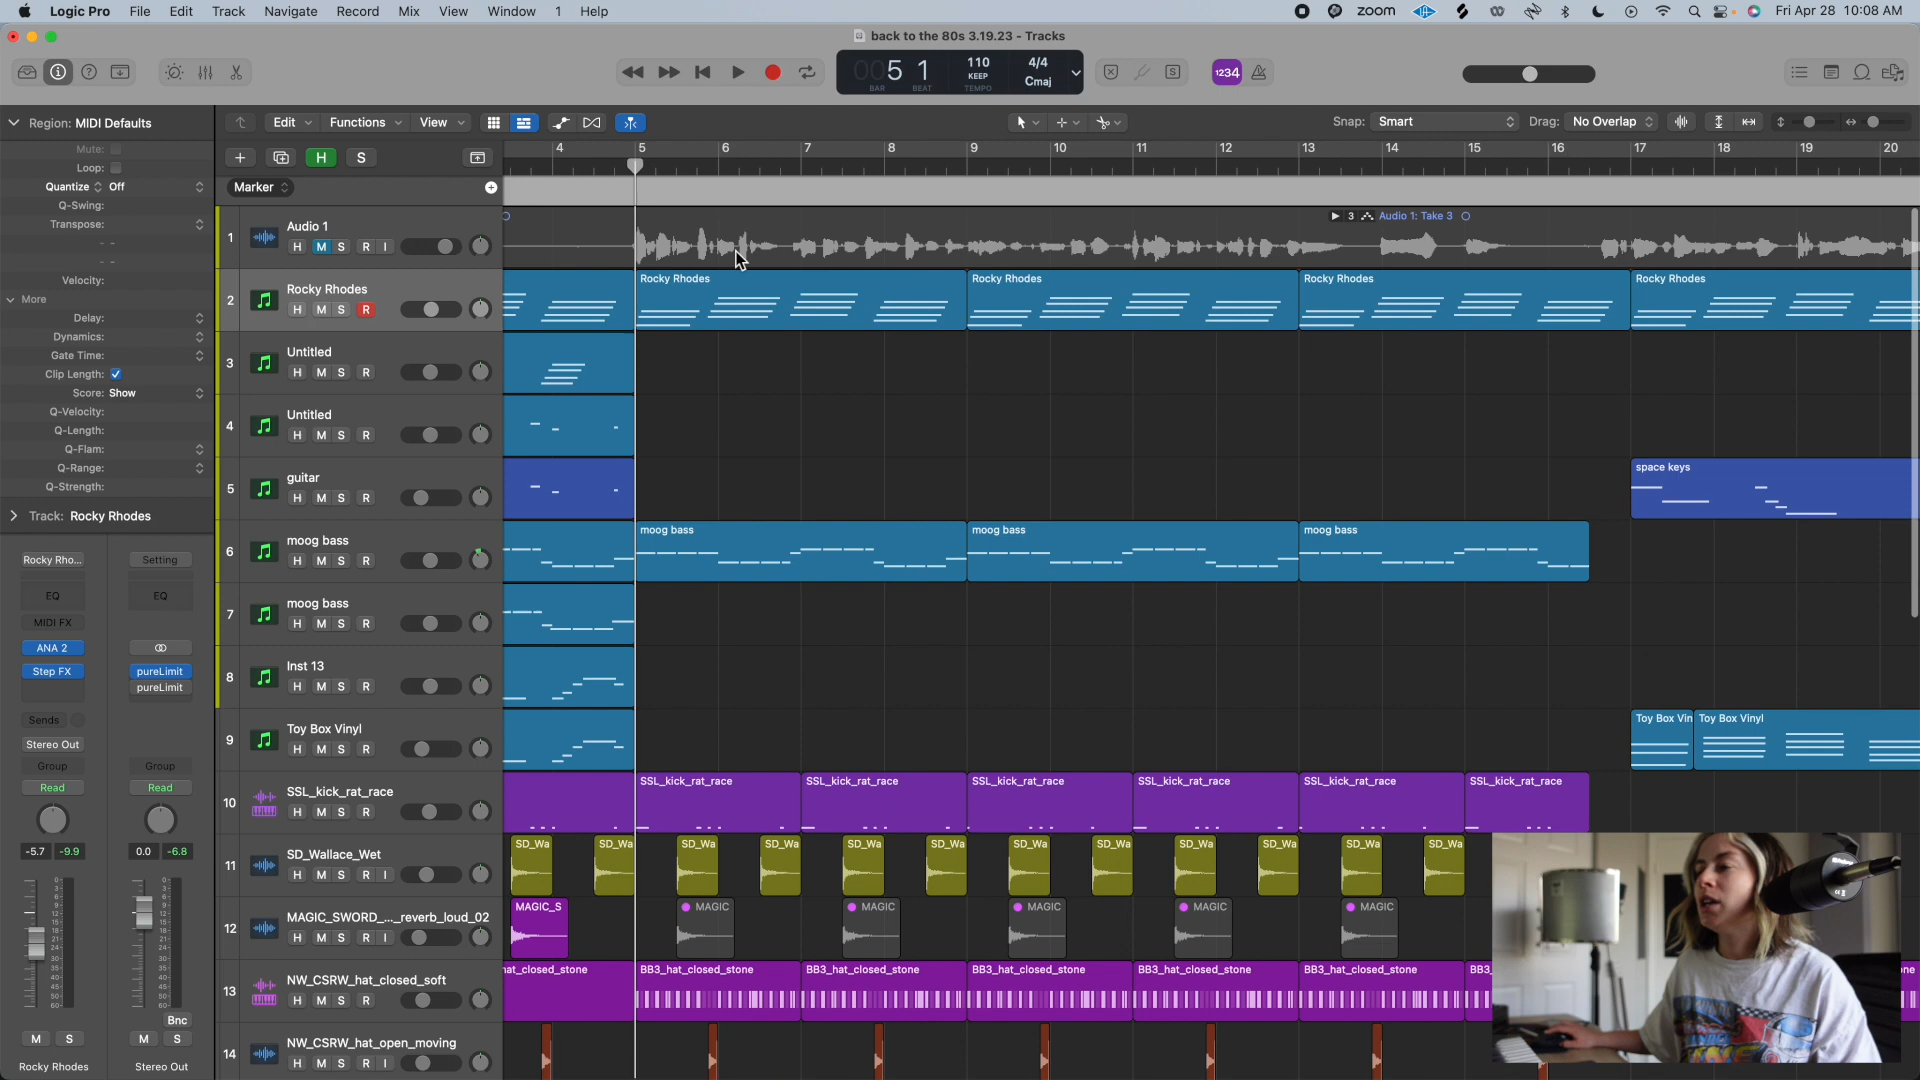 Logic Pro File Edit Track Navigate Record Mix View Window 1 Help
zoom
Fri Apr 28 10:08 AM
back to the 80s 3.19.23 - Tracks
005 1
BAR BEAT
110
KEEP
TEMPO
4/4
Cmaj
S
1234
Region: MIDI Defaults
Edit Functions View
Snap: Smart
Drag: No Overlap
Mute:
Loop:
Quantize Off
Q-Swing:
Transpose:
Velocity:
More
Delay:
Dynamics:
Gate Time:
Clip Length:
Score: Show
Q-Velocity:
Q-Length:
Q-Flam:
Q-Range:
Q-Strength:
Track: Rocky Rhodes
Rocky Rho... Setting
EQ EQ
MIDI FX
ANA 2
Step FX pureLimit
pureLimit
Sends
Stereo Out
Group Group
Read Read
-5.7 -9.9 0.0 -6.8
Bnc
M S M S
Rocky Rhodes Stereo Out
H S
4 5 6 7 8 9 10 11 12 13 14 15 16 17 18 19 20
Marker
1 Audio 1
H M S R I
3 Audio 1: Take 3
2 Rocky Rhodes
H M S R
Rocky Rhodes Rocky Rhodes Rocky Rhodes Rocky Rhodes
3 Untitled
H M S R
4 Untitled
H M S R
5 guitar
H M S R
space keys
6 moog bass
H M S R
moog bass moog bass moog bass
7 moog bass
H M S R
8 Inst 13
H M S R
9 Toy Box Vinyl
H M S R
Toy Box Vin Toy Box Vinyl
10 SSL_kick_rat_race
H M S R
SSL_kick_rat_race SSL_kick_rat_race SSL_kick_rat_race SSL_kick_rat_race SSL_kick_rat_race SSL_kick_rat_race
11 SD_Wallace_Wet
H M S R I
SD_Wa SD_Wa SD_Wa SD_Wa SD_Wa SD_Wa SD_Wa SD_Wa SD_Wa SD_Wa SD_Wa SD_Wa
12 MAGIC_SWORD_..._reverb_loud_02
H M S R I
MAGIC_S MAGIC MAGIC MAGIC MAGIC MAGIC
13 NW_CSRW_hat_closed_soft
H M S R
hat_closed_stone BB3_hat_closed_stone BB3_hat_closed_stone BB3_hat_closed_stone BB3_hat_closed_stone BB3_hat_closed_stone BB3_ one
14 NW_CSRW_hat_open_moving
H M S R I